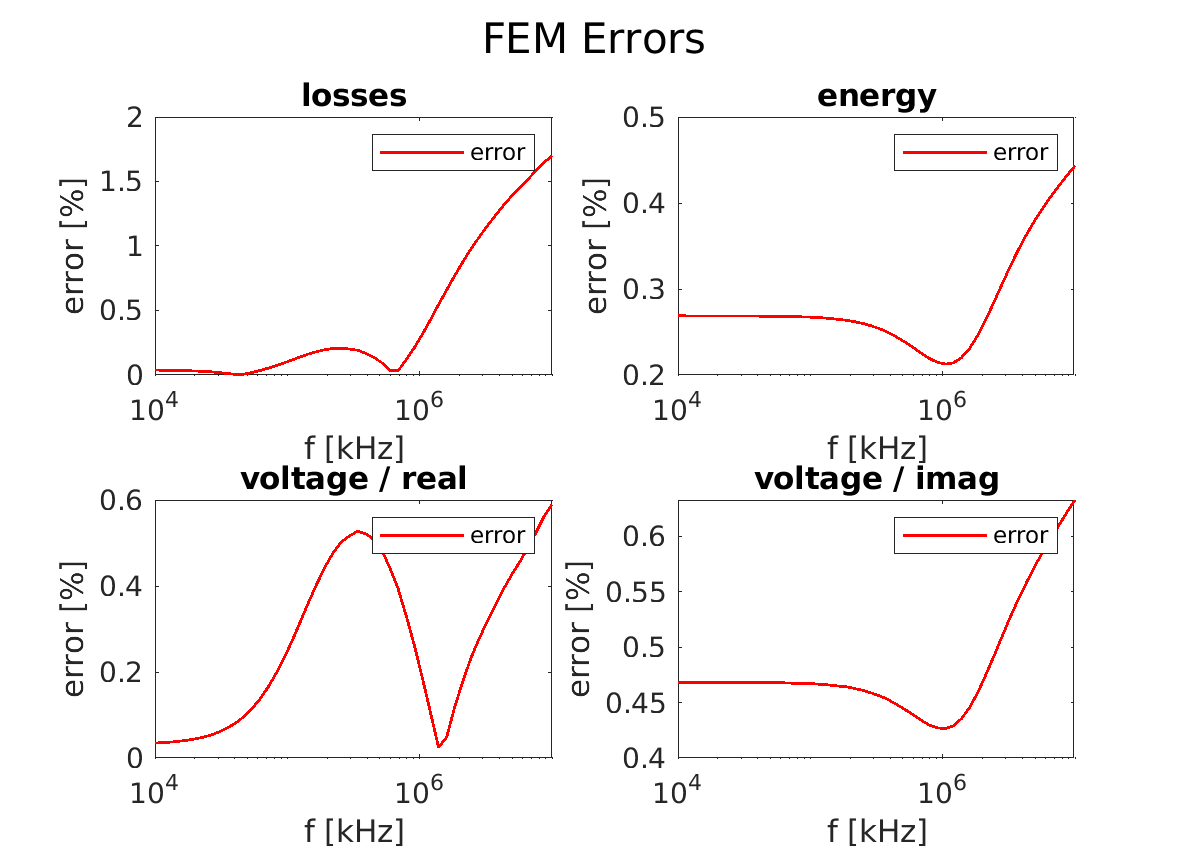 FEM Errors
losses
energy
error
error
2
1.5
1
0.5
0
error [%]
10^4
10^6
f [kHz]
0.5
0.4
0.3
0.2
error [%]
10^4
10^6
f [kHz]
voltage / real
voltage / imag
error
error
0.6
0.4
0.2
0
error [%]
10^4
10^6
f [kHz]
0.6
0.55
0.5
0.45
0.4
error [%]
10^4
10^6
f [kHz]